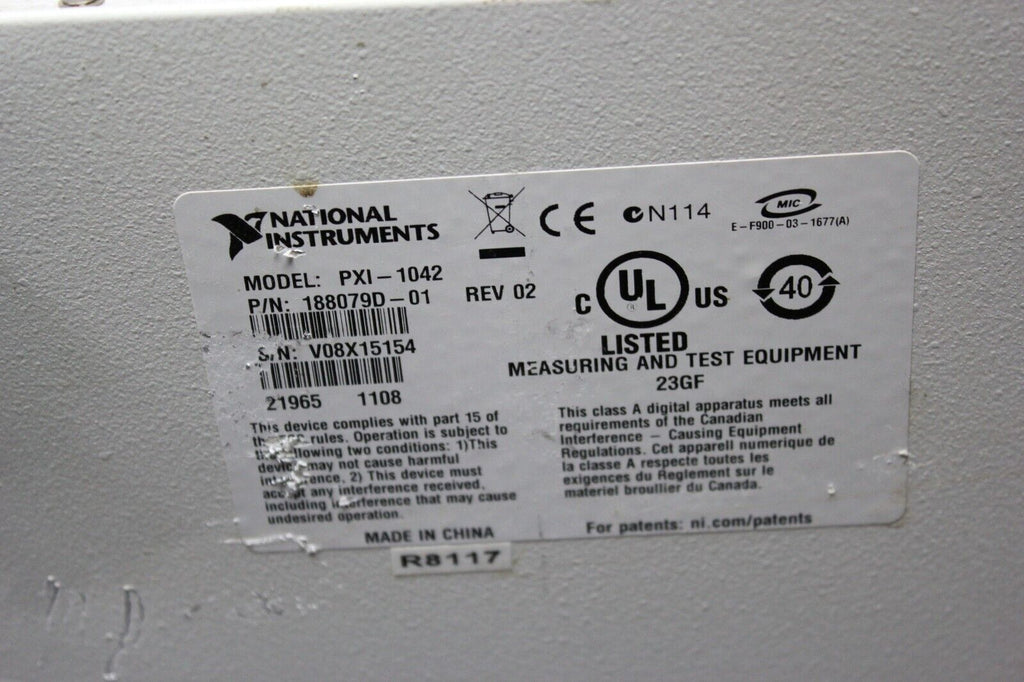 NATIONAL
INSTRUMENTS
CE
N114
MIC
E-F900-03-1677(A)
MODEL: PXI-1042
P/N: 188079D-01
REV 02
C UL US
LISTED
40
S/N: V08X15154
MEASURING AND TEST EQUIPMENT
23GF
21965 1108
This device complies with part 15 of
rules. Operation is subject to
two conditions: 1)This
may not cause harmful
2) This device must
any interference received,
including that may cause
undesired operation.
This class A digital apparatus meets all
requirements of the Canadian
Interference – Causing Equipment
Regulations. Cet appareil numerique de
la classe A respecte toutes les
exigences du Reglement sur le
materiel broullier du Canada.
MADE IN CHINA
For patents: ni.com/patents
R8117